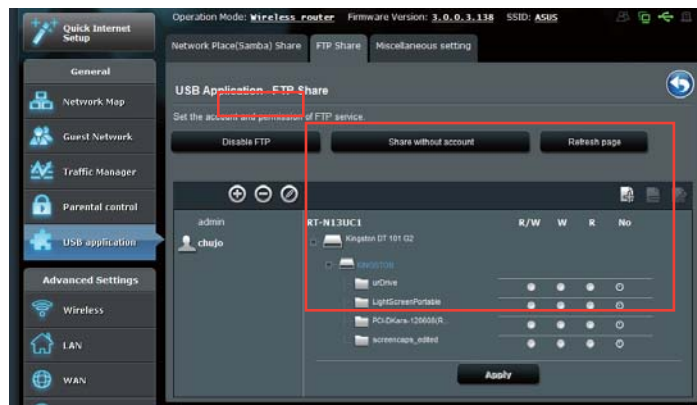 Quick Internet
Setup
Operation Mode: Wireless router Firmware Version: 3.0.0.3.138 SSID: ASUS
Network Place(Samba) Share FTP Share Miscellaneous setting
General
Network Map
Guest Network
Traffic Manager
Parental control
USB application
Advanced Settings
Wireless
LAN
WAN
USB Application - FTP Share
Set the account and permission of FTP service.
Disable FTP Share without account Refresh page
admin
chujo
RT-N13UC1 R/W W R No
Kingston DT 101 G2
KINGSTON
urDrive
LightScreenPortable
PCI-DKara-120608(R...
screencaps_edited
Apply